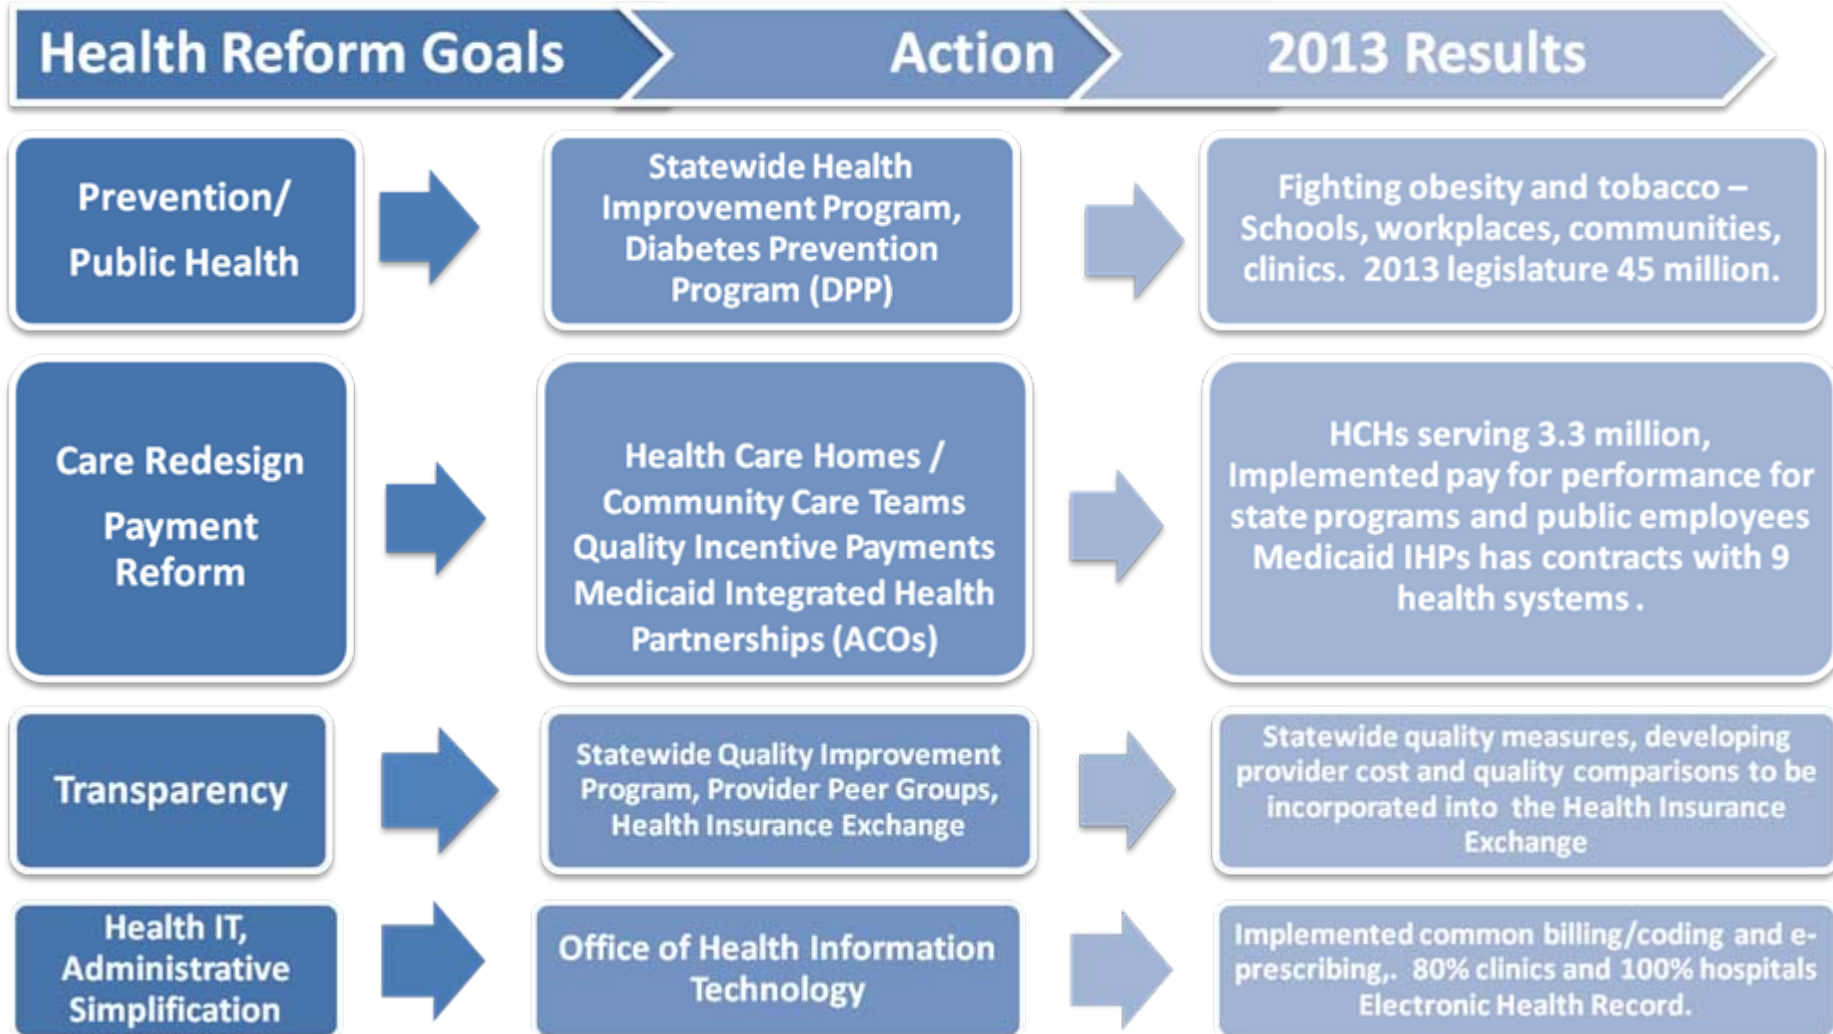 Health Reform Goals
Action
2013 Results
Prevention/
Public Health
Statewide Health
Improvement Program,
Diabetes Prevention
Program (DPP)
Fighting obesity and tobacco –
Schools, workplaces, communities,
clinics.  2013 legislature 45 million.
Care Redesign
Payment
Reform
Health Care Homes /
Community Care Teams
Quality Incentive Payments
Medicaid Integrated Health
Partnerships (ACOs)
HCHs serving 3.3 million,
Implemented pay for performance for
state programs and public employees
Medicaid IHPs has contracts with 9
health systems .
Transparency
Statewide Quality Improvement
Program, Provider Peer Groups,
Health Insurance Exchange
Statewide quality measures, developing
provider cost and quality comparisons to be
incorporated into  the Health Insurance
Exchange
Health IT,
Administrative
Simplification
Office of Health Information
Technology
Implemented common billing/coding and e-
prescribing,.  80% clinics and 100% hospitals
Electronic Health Record.